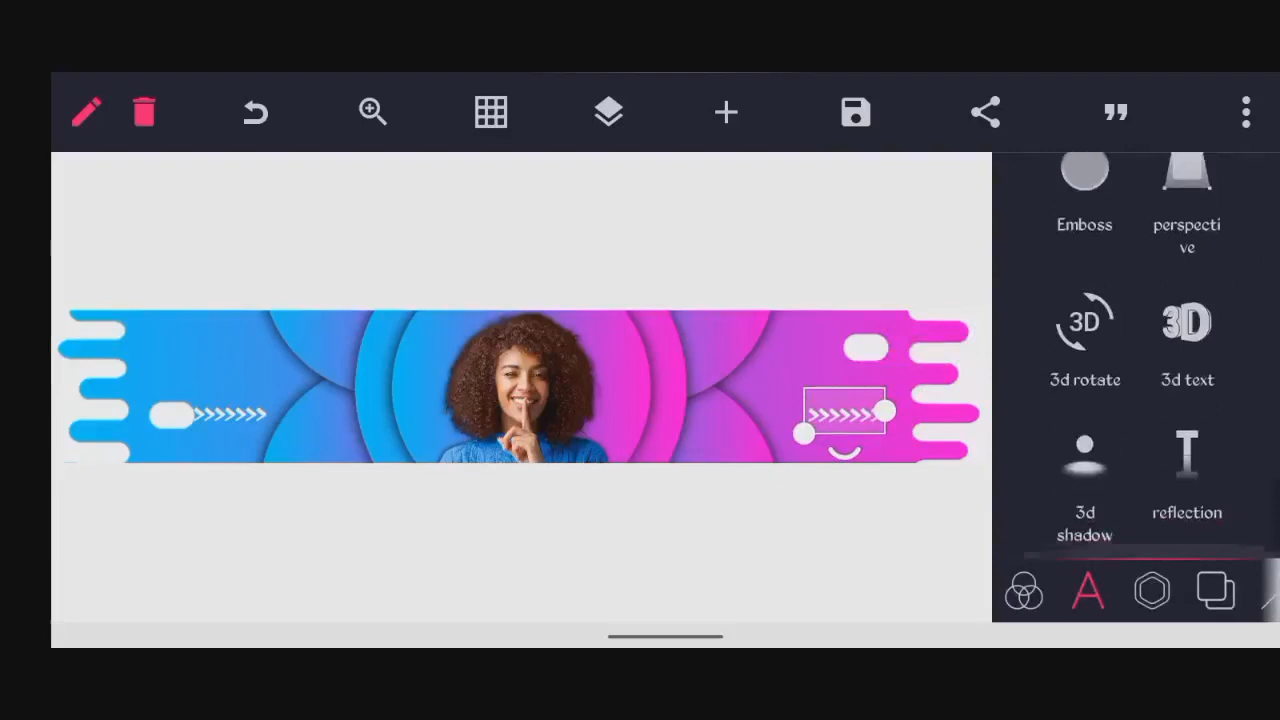 Emboss
perspecti
ve
3D
3D
3d rotate
3d text
3d
shadow
reflection